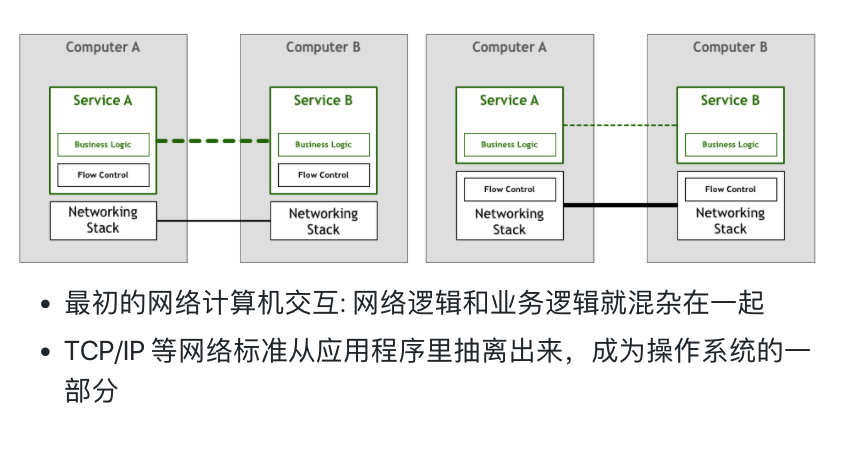 Computer A
Service A
Business Logic
Flow Control
Networking
Stack
Computer B
Service B
Business Logic
Flow Control
Networking
Stack
Computer A
Service A
Business Logic
Flow Control
Networking
Stack
Computer B
Service B
Business Logic
Flow Control
Networking
Stack
• 最初的网络计算机交互: 网络逻辑和业务逻辑就混杂在一起
• TCP/IP 等网络标准从应用程序里抽离出来，成为操作系统的一
部分